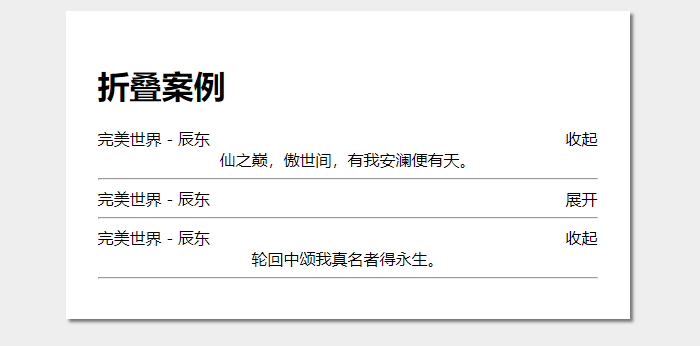 折叠案例
完美世界 - 辰东 收起
仙之巅，傲世间，有我安澜便有天。
完美世界 - 辰东 展开
完美世界 - 辰东 收起
轮回中颂我真名者得永生。